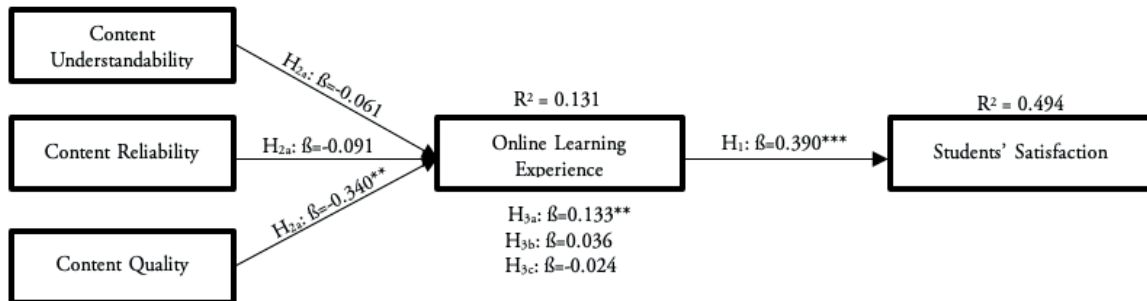 Content
Understandability
H2a: ß=-0.061
R² = 0.131
R² = 0.494
Content Reliability
H2a: ß=-0.091
Online Learning
Experience
H1: ß=0.390***
Students’ Satisfaction
H2a: ß=-0.340**
Content Quality
H3a: ß=0.133**
H3b: ß=0.036
H3c: ß=-0.024